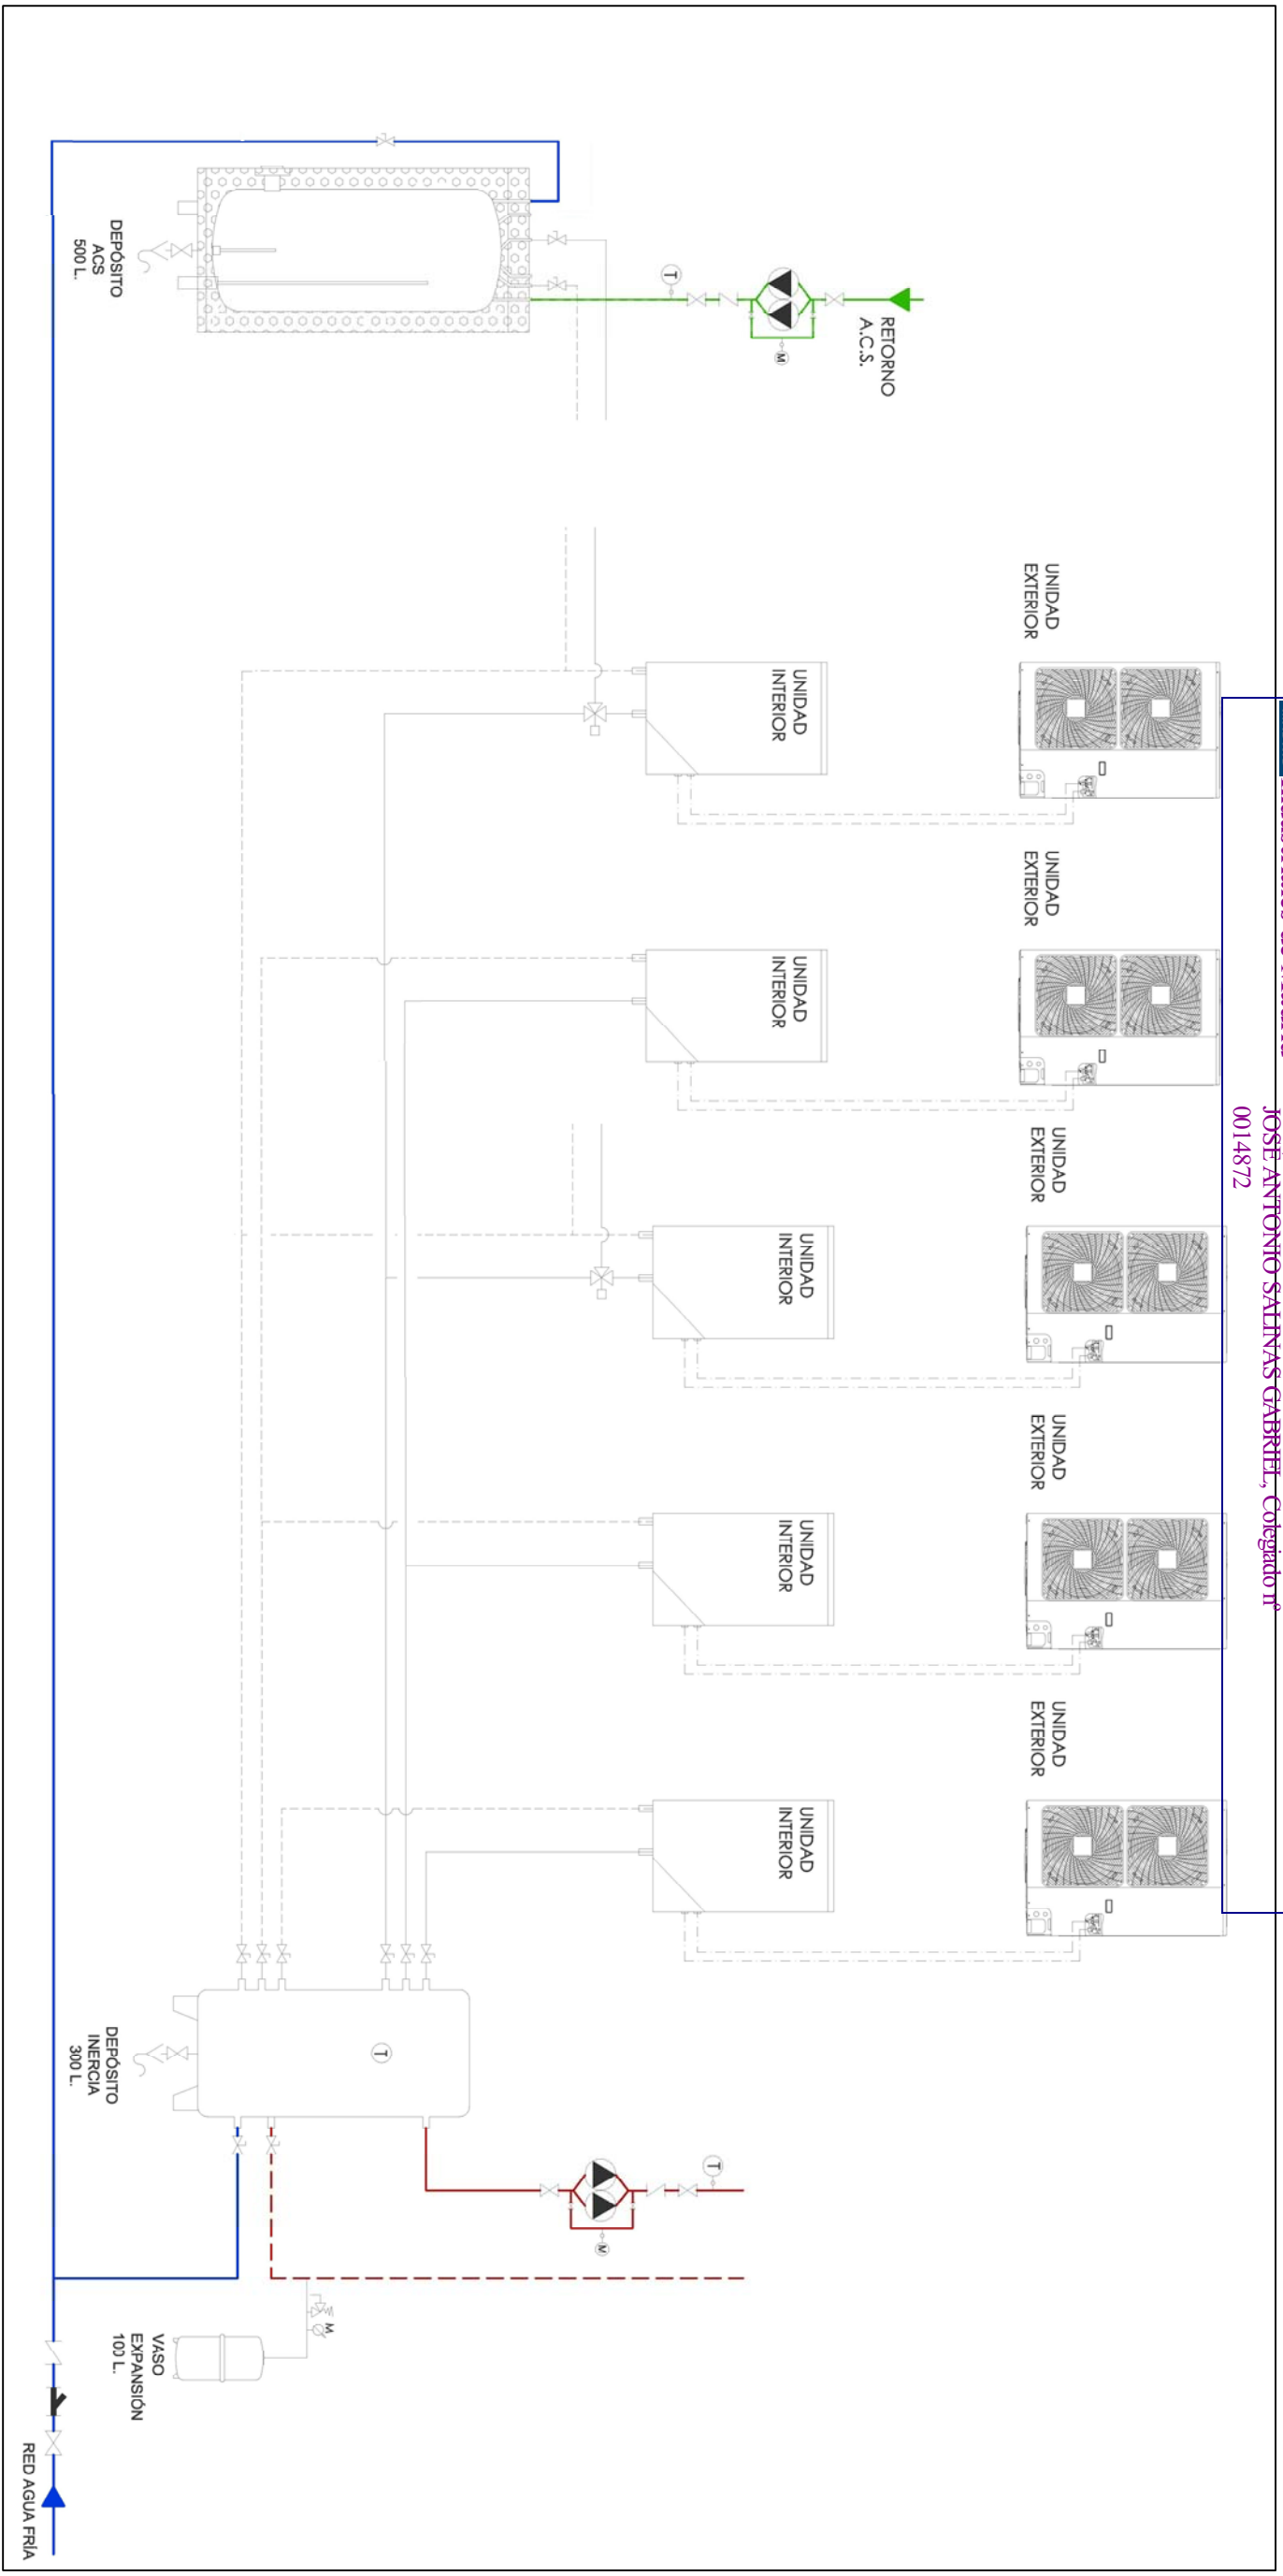 JOSE ANTONIO SALINAS GABRIEL, Colegiado nº
0014872
UNIDAD
EXTERIOR
UNIDAD
EXTERIOR
UNIDAD
EXTERIOR
UNIDAD
EXTERIOR
UNIDAD
EXTERIOR
RETORNO
A.C.S.
T
M
UNIDAD
INTERIOR
UNIDAD
INTERIOR
UNIDAD
INTERIOR
UNIDAD
INTERIOR
UNIDAD
INTERIOR
T
M
T
M
DEPÓSITO
ACS
500 L.
DEPÓSITO
INERCIA
300 L.
VASO
EXPANSIÓN
100 L.
RED AGUA FRÍA